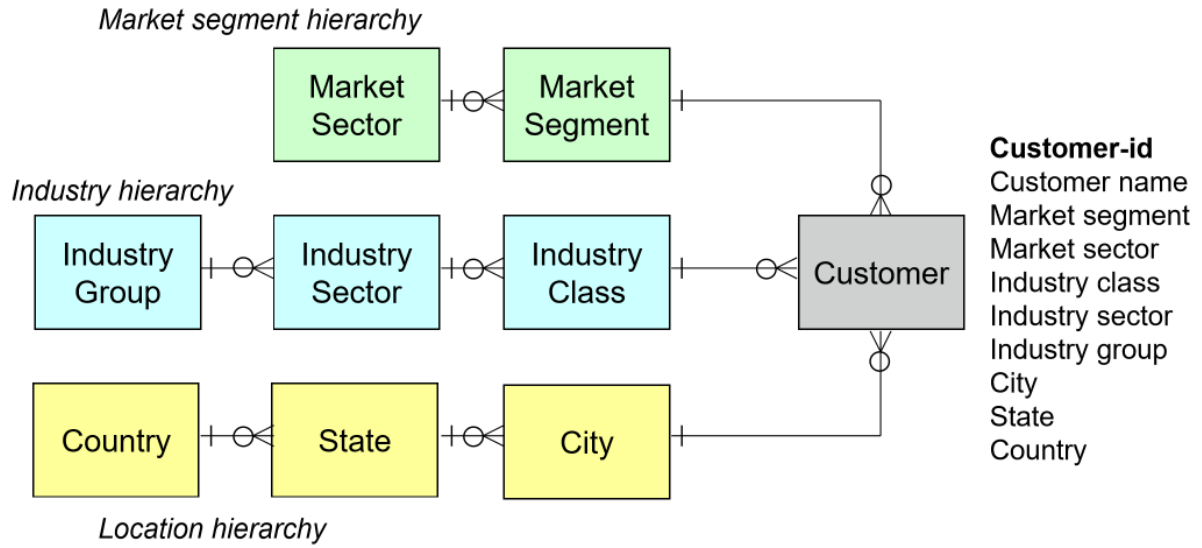 Market segment hierarchy
Market
Sector
Market
Segment
Industry hierarchy
Industry
Group
Industry
Sector
Industry
Class
Customer
Country
State
City
Location hierarchy
Customer-id
Customer name
Market segment
Market sector
Industry class
Industry sector
Industry group
City
State
Country